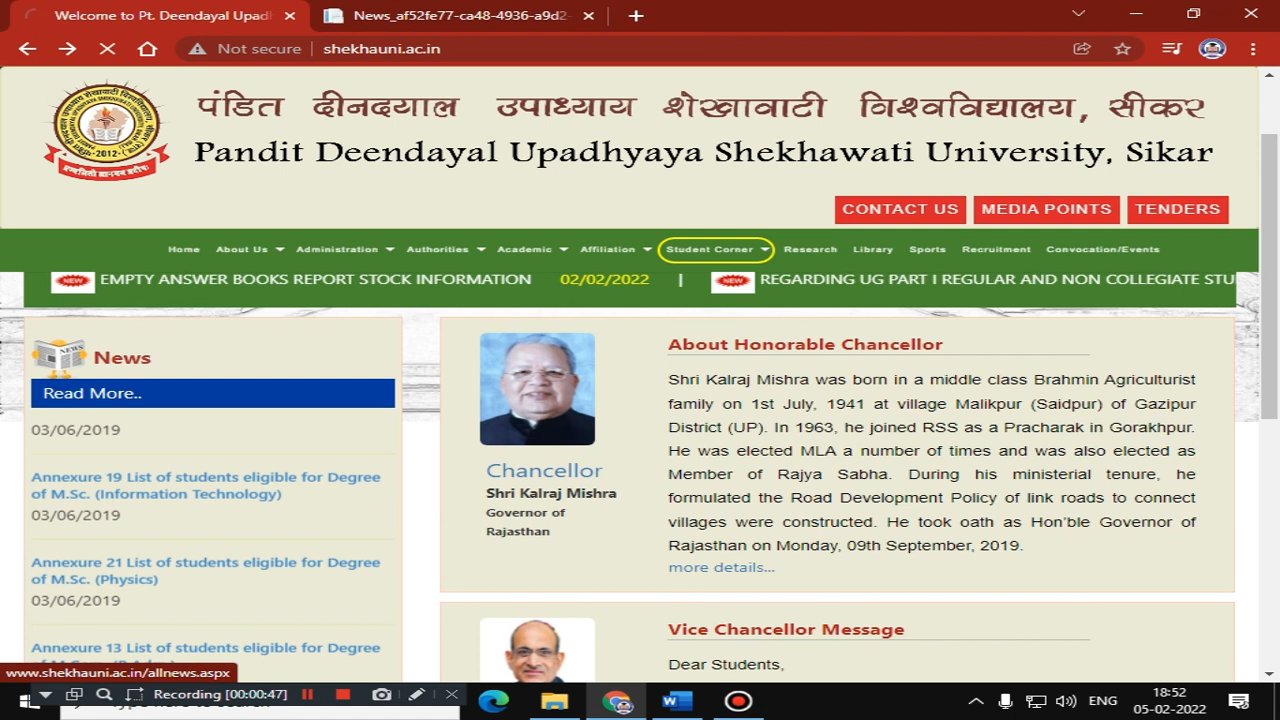 Welcome to Pt. Deendayal Upad
News_af52fe77-ca48-4936-a9d2-
Not secure
shekhauni.ac.in
पंडित दीनदयाल उपाध्याय शेखावाटी विश्वविद्यालय, सीकर
Pandit Deendayal Upadhyaya Shekhawati University, Sikar
2012
CONTACT US MEDIA POINTS TENDERS
Home About Us Administration Authorities Academic Affiliation Student Corner Research Library Sports Recruitment Convocation/Events
NEW EMPTY ANSWER BOOKS REPORT STOCK INFORMATION 02/02/2022 | NEW REGARDING UG PART I REGULAR AND NON COLLEGIATE STU
NEWS
News
Read More..
03/06/2019
Annexure 19 List of students eligible for Degree
of M.Sc. (Information Technology)
03/06/2019
Annexure 21 List of students eligible for Degree
of M.Sc. (Physics)
03/06/2019
Annexure 13 List of students eligible for Degree
Chancellor
Shri Kalraj Mishra
Governor of
Rajasthan
About Honorable Chancellor
Shri Kalraj Mishra was born in a middle class Brahmin Agriculturist
family on 1st July, 1941 at village Malikpur (Saidpur) of Gazipur
District (UP). In 1963, he joined RSS as a Pracharak in Gorakhpur.
He was elected MLA a number of times and was also elected as
Member of Rajya Sabha. During his ministerial tenure, he
formulated the Road Development Policy of link roads to connect
villages were constructed. He took oath as Hon'ble Governor of
Rajasthan on Monday, 09th September, 2019.
more details...
Vice Chancellor Message
Dear Students,
www.shekhauni.ac.in/allnews.aspx
Recording [00:00:47]
ENG
18:52
05-02-2022